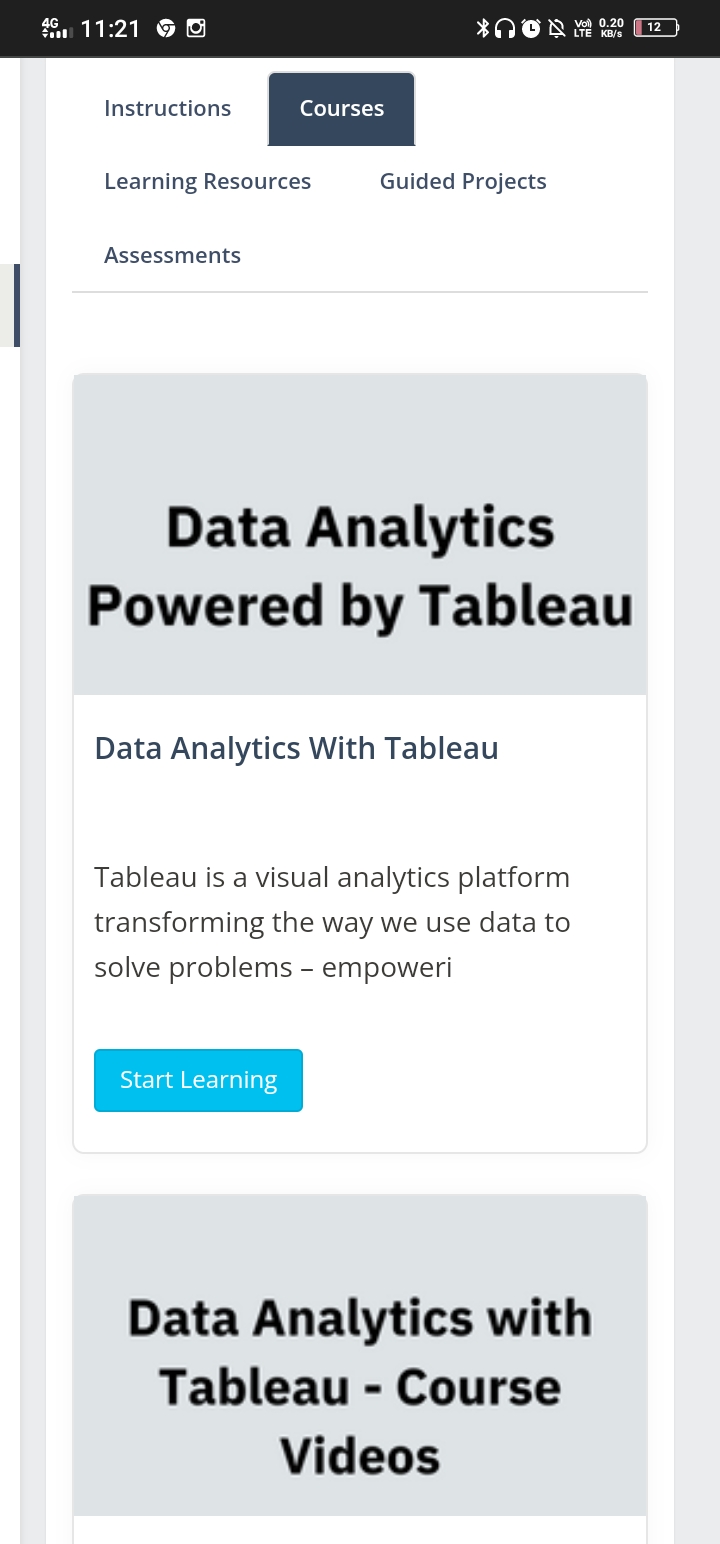 4G 11:21 Vo) LTE 0.20 KB/s 12
Instructions Courses
Learning Resources Guided Projects
Assessments
Data Analytics
Powered by Tableau
Data Analytics With Tableau
Tableau is a visual analytics platform
transforming the way we use data to
solve problems – empoweri
Start Learning
Data Analytics with
Tableau - Course
Videos